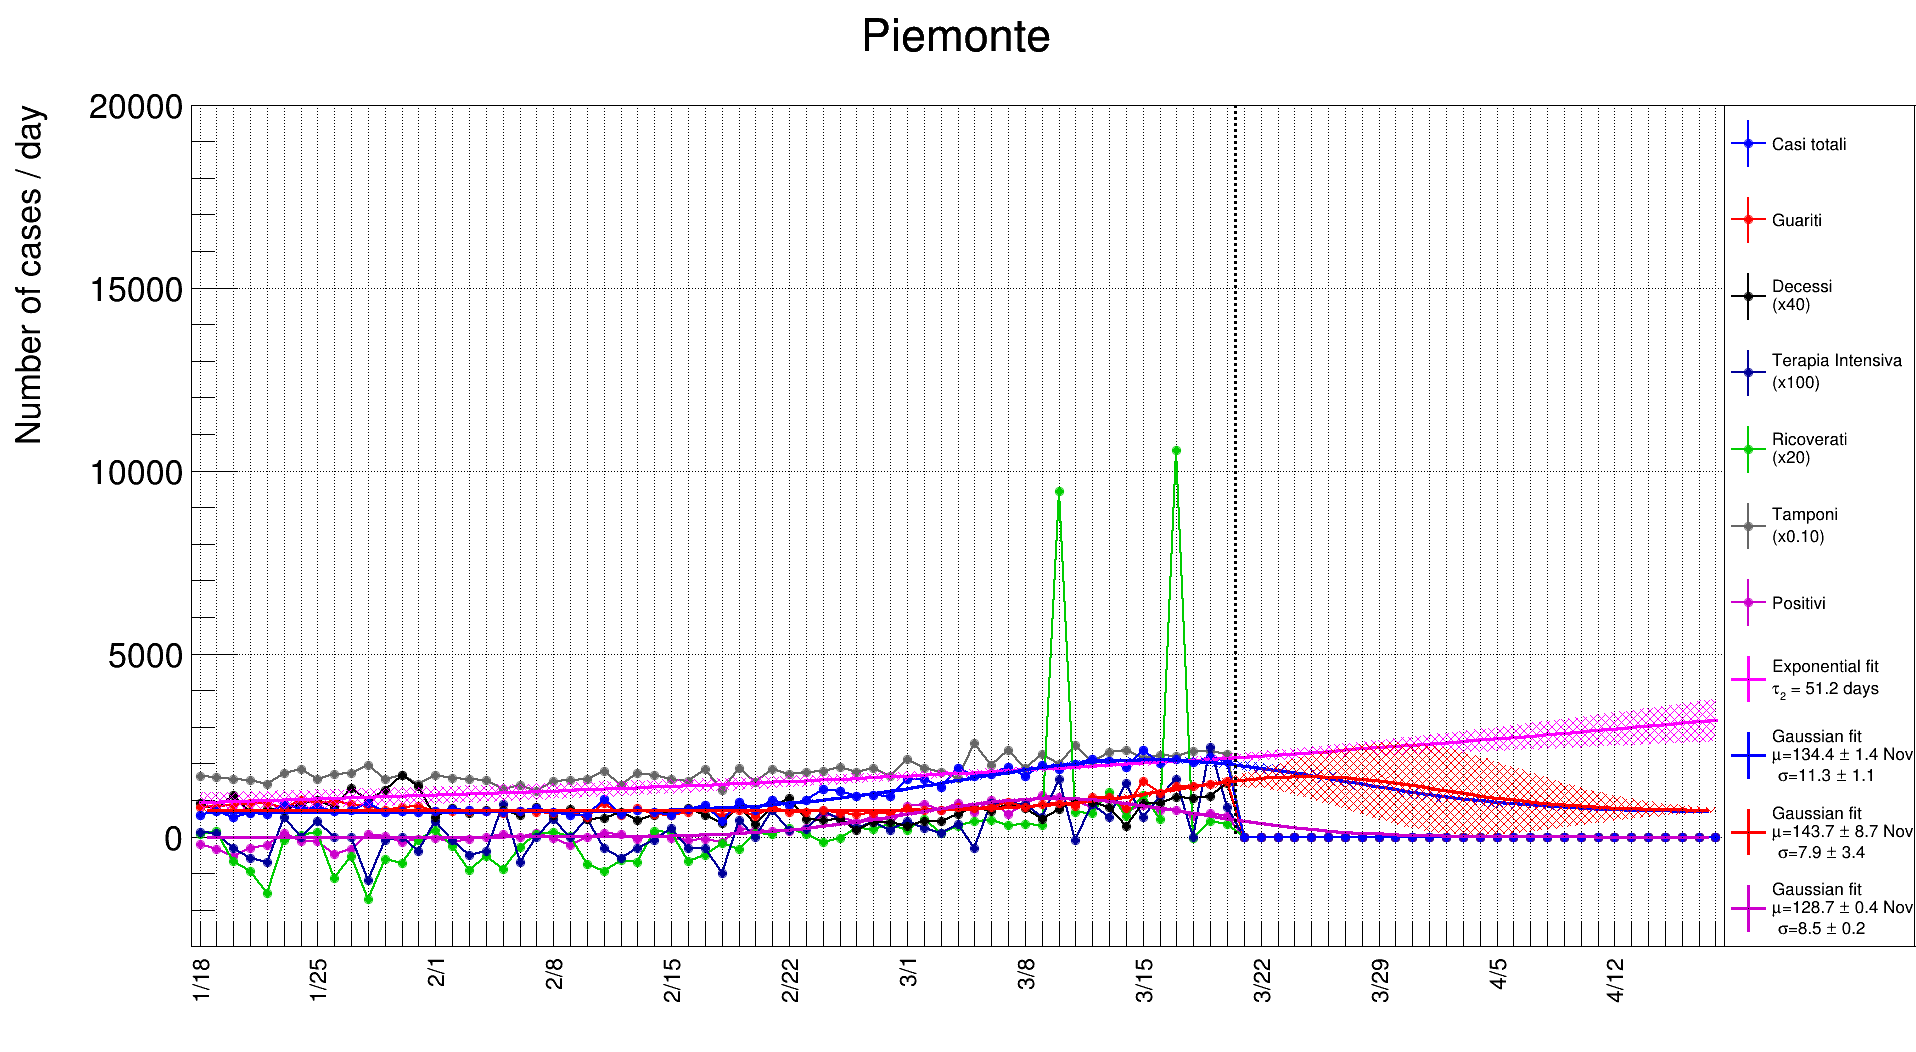 Piemonte
Number of cases / day
20000
15000
10000
5000
0
1/18
1/25
2/1
2/8
2/15
2/22
3/1
3/8
3/15
3/22
3/29
4/5
4/12
Casi totali
Guariti
Decessi
(x40)
Terapia Intensiva
(x100)
Ricoverati
(x20)
Tamponi
(x0.10)
Positivi
Exponential fit
τ2 = 51.2 days
Gaussian fit
μ=134.4 ± 1.4 Nov
σ=11.3 ± 1.1
Gaussian fit
μ=143.7 ± 8.7 Nov
σ=7.9 ± 3.4
Gaussian fit
μ=128.7 ± 0.4 Nov
σ=8.5 ± 0.2